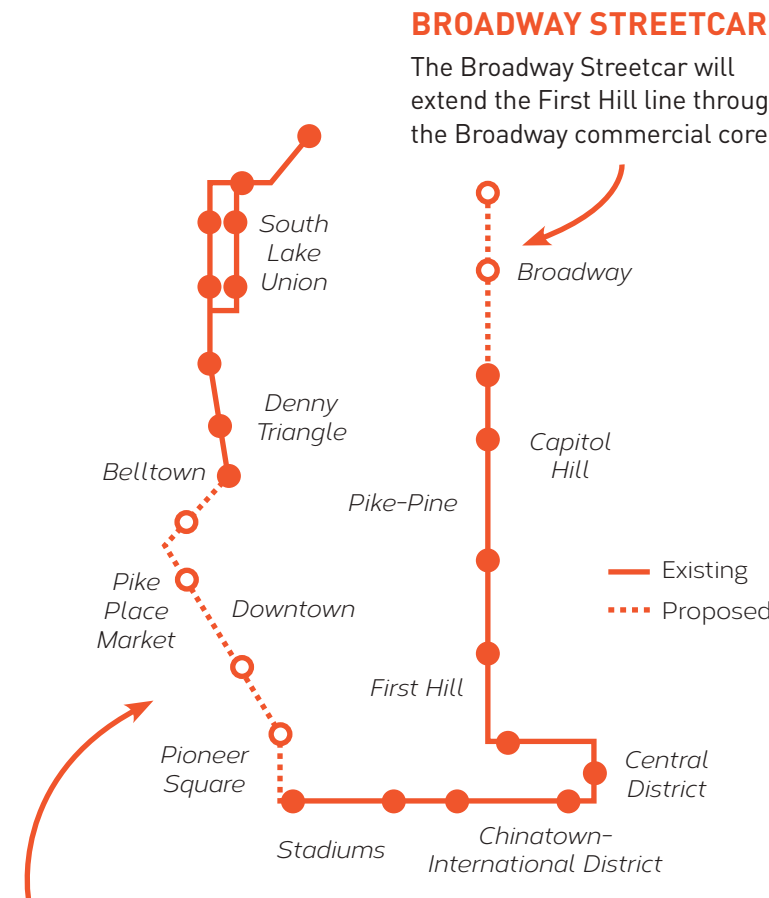 BROADWAY STREETCAR
The Broadway Streetcar will
extend the First Hill line throug
the Broadway commercial core
South
Lake
Union
Broadway
Denny
Triangle
Capitol
Hill
Belltown
Pike-Pine
Existing
Proposed
Pike
Place
Market
Downtown
First Hill
Pioneer
Square
Central
District
Stadiums
Chinatown-
International District